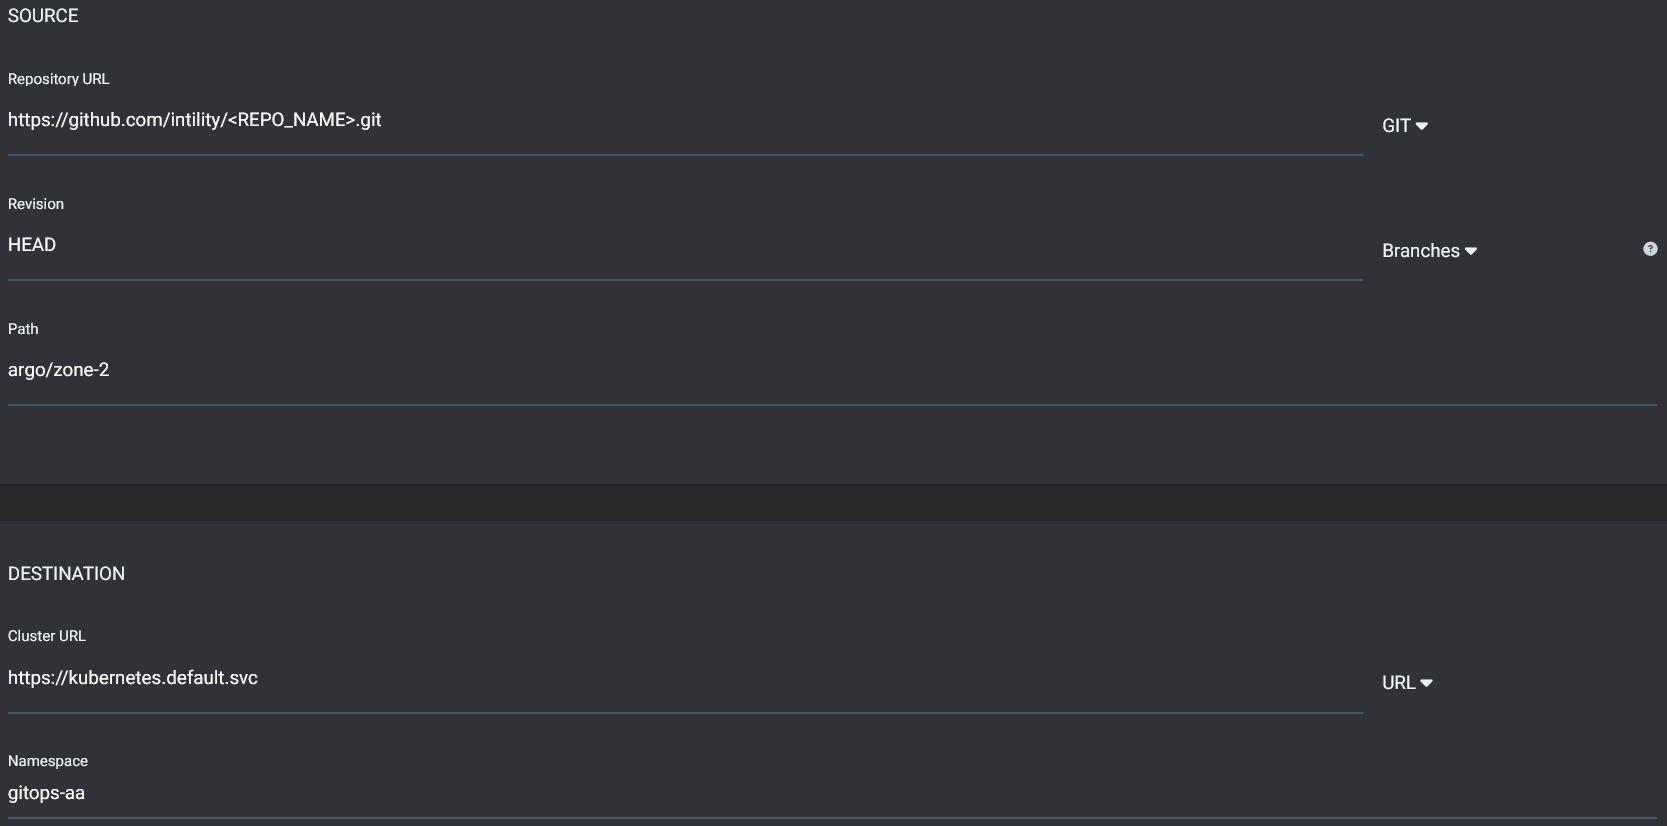 SOURCE
Repository URL
https://github.com/intility/<REPO_NAME>.git
GIT
Revision
HEAD
Branches
?
Path
argo/zone-2
DESTINATION
Cluster URL
https://kubernetes.default.svc
URL
Namespace
gitops-aa